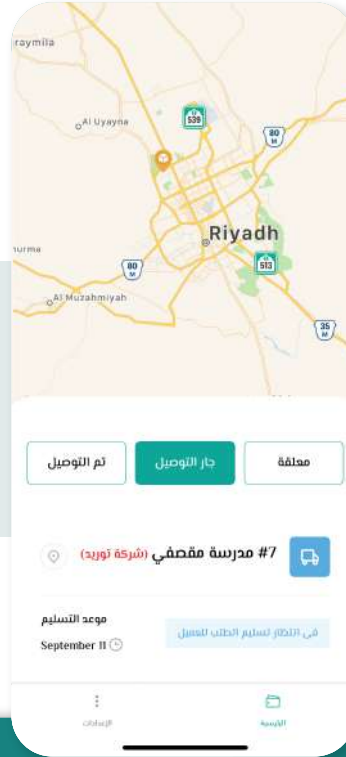 raymila
Al Uyayna
539
80
M
Riyadh
513
80
M
Al Muzahmiyah
35
M
معلقة
جار التوصيل
تم التوصيل
#7 مدرسة مقصفي (شركة توريد)
موعد التسليم
September 11
في انتظار تسليم الطلب للعميل
الرئيسية
الإعدادات